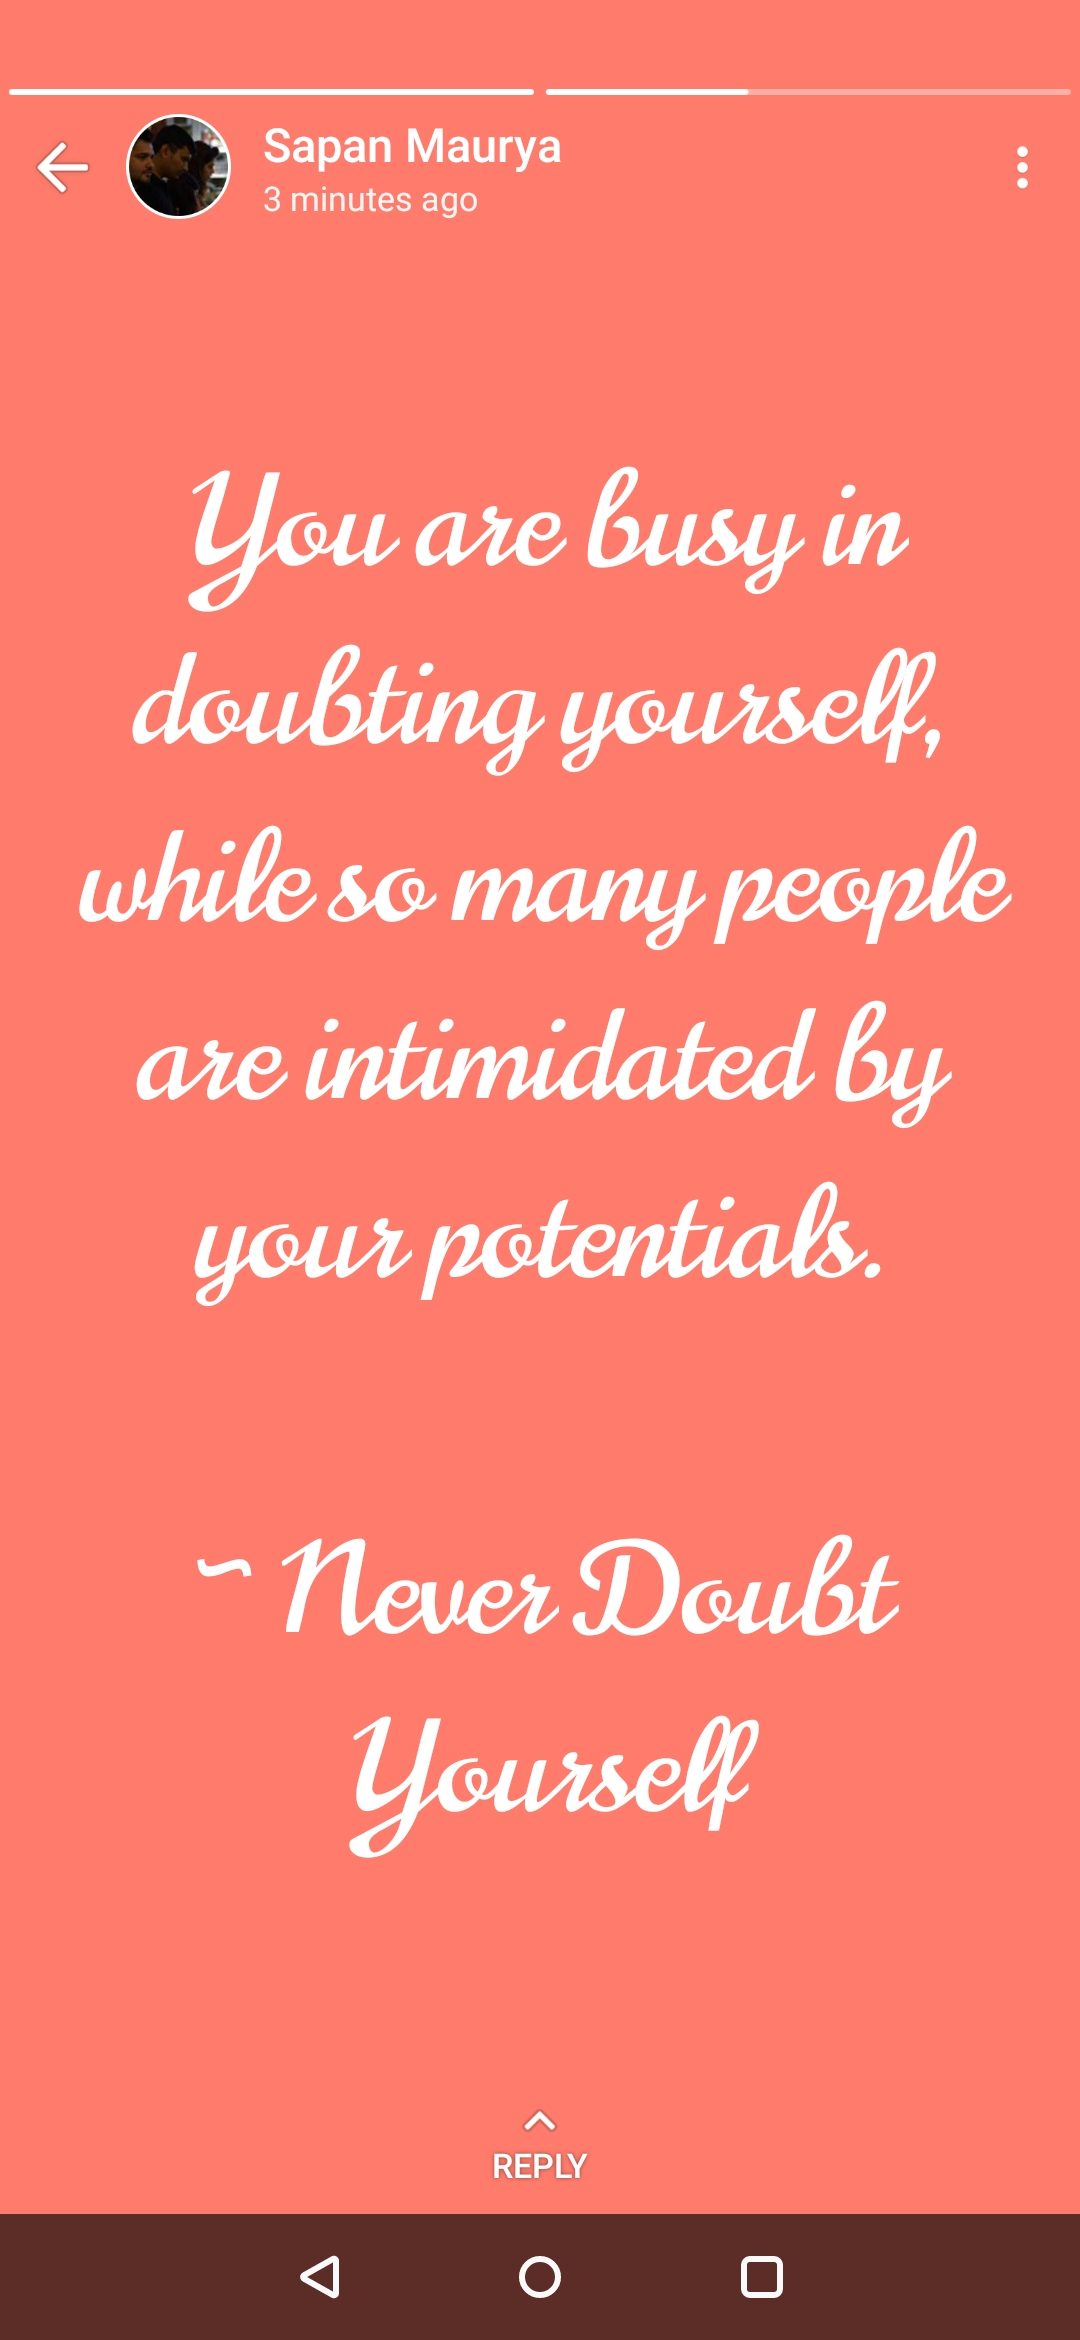 Sapan Maurya
3 minutes ago
You are busy in
doubting yourself,
while so many people
are intimidated by
your potentials.
~ Never Doubt
Yourself
REPLY